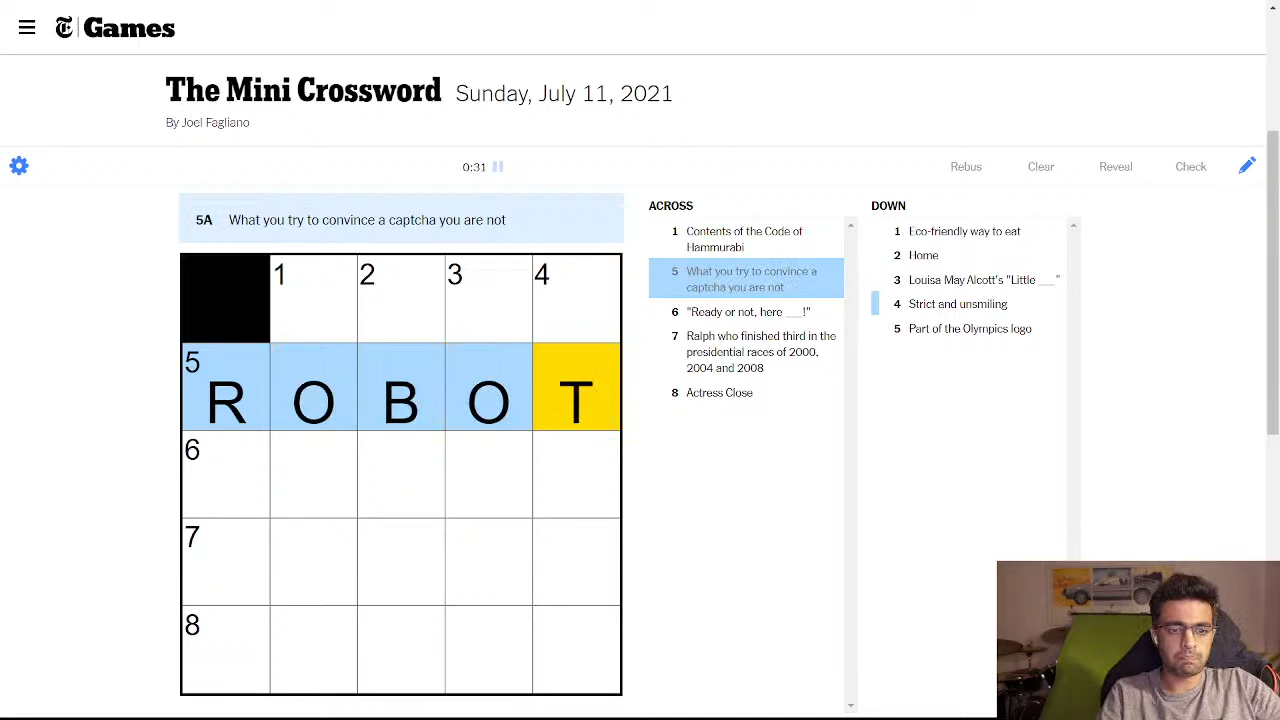 Games
The Mini Crossword Sunday, July 11, 2021
By Joel Fagliano
0:31
Rebus Clear Reveal Check
5A What you try to convince a captcha you are not
1 2 3 4
5
R O B O T
6
7
8
ACROSS
1 Contents of the Code of
Hammurabi
5 What you try to convince a
captcha you are not
6 "Ready or not, here ___!"
7 Ralph who finished third in the
presidential races of 2000,
2004 and 2008
8 Actress Close
DOWN
1 Eco-friendly way to eat
2 Home
3 Louisa May Alcott's "Little ___"
4 Strict and unsmiling
5 Part of the Olympics logo